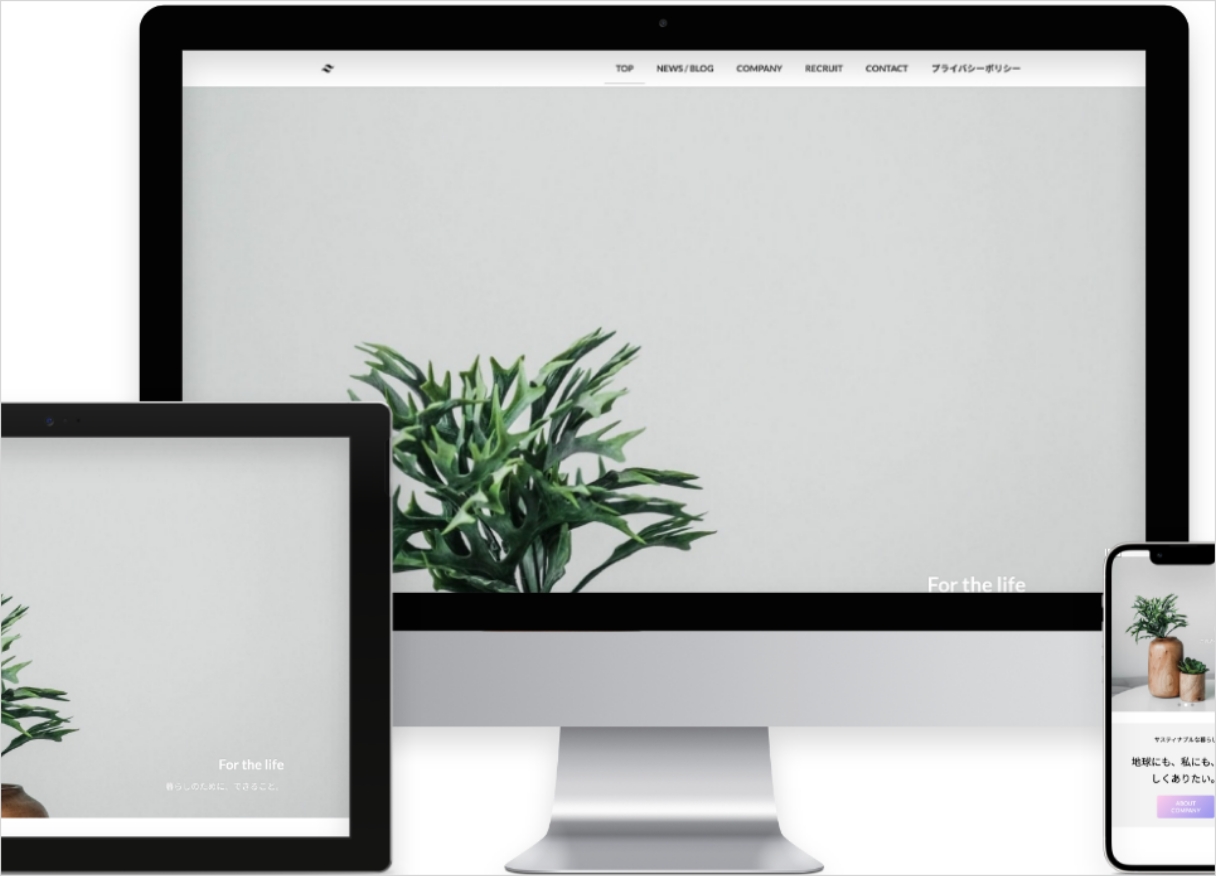 TOP NEWS / BLOG COMPANY RECRUIT CONTACT プライバシーポリシー
For the life
For the life
暮らしのために、できること。
サスティナブルな暮らし
地球にも、私にも、
しくありたい。
ABOUT
COMPANY